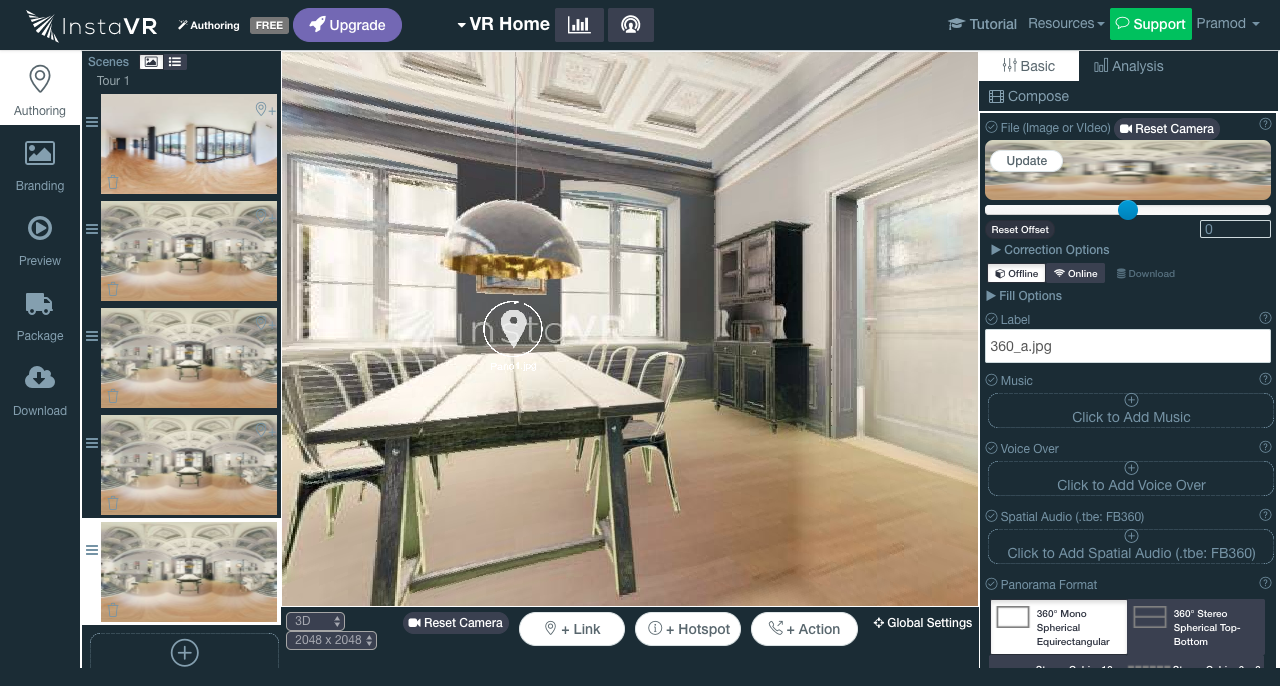 InstaVR
Authoring
FREE
Upgrade
VR Home
Tutorial
Resources
Support
Pramod
Authoring
Branding
Preview
Package
Download
Scenes
Tour 1
InstaVR
3D
2048 x 2048
Reset Camera
+ Link
+ Hotspot
+ Action
Global Settings
Basic
Analysis
Compose
File (Image or VIdeo)
Reset Camera
Update
Reset Offset
0
Correction Options
Offline
Online
Download
Fill Options
Label
360_a.jpg
Music
Click to Add Music
Voice Over
Click to Add Voice Over
Spatial Audio (.tbe: FB360)
Click to Add Spatial Audio (.tbe: FB360)
Panorama Format
360° Mono
Spherical
Equirectangular
360° Stereo
Spherical Top-
Bottom